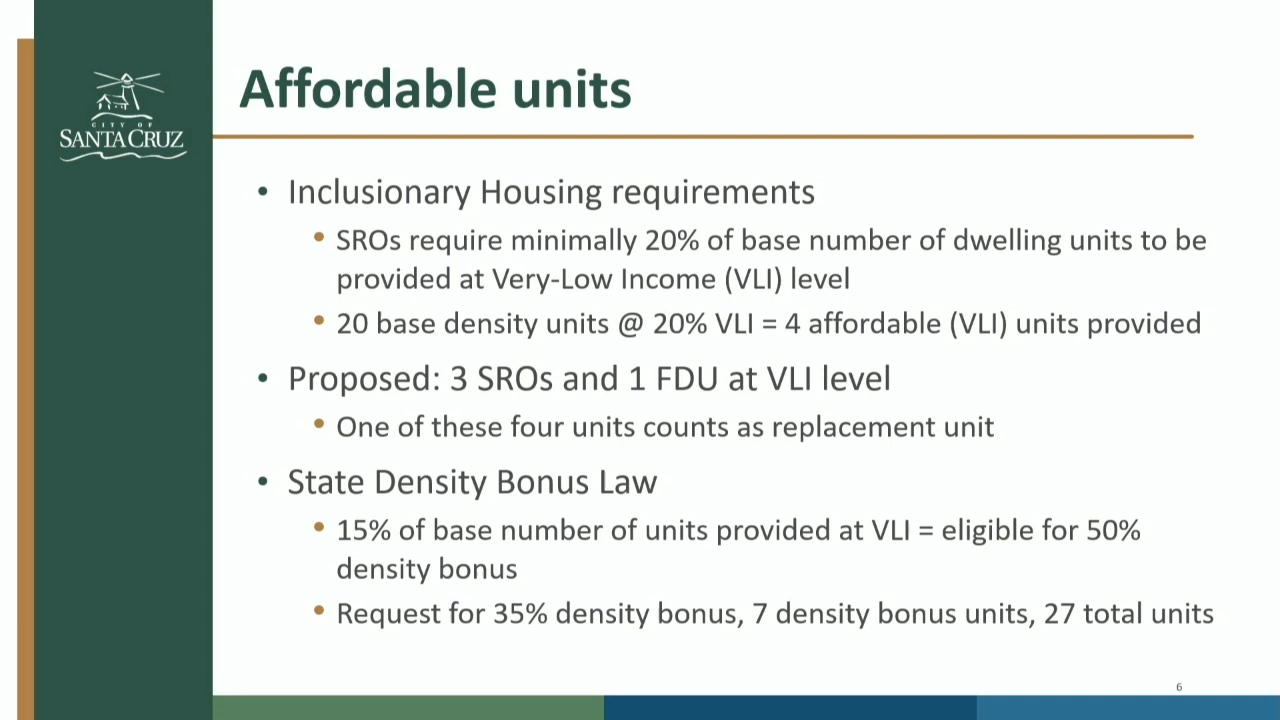 CITY OF
SANTA CRUZ
Affordable units
• Inclusionary Housing requirements
• SROs require minimally 20% of base number of dwelling units to be
provided at Very-Low Income (VLI) level
• 20 base density units @ 20% VLI = 4 affordable (VLI) units provided
• Proposed: 3 SROs and 1 FDU at VLI level
• One of these four units counts as replacement unit
• State Density Bonus Law
• 15% of base number of units provided at VLI = eligible for 50%
density bonus
• Request for 35% density bonus, 7 density bonus units, 27 total units
6